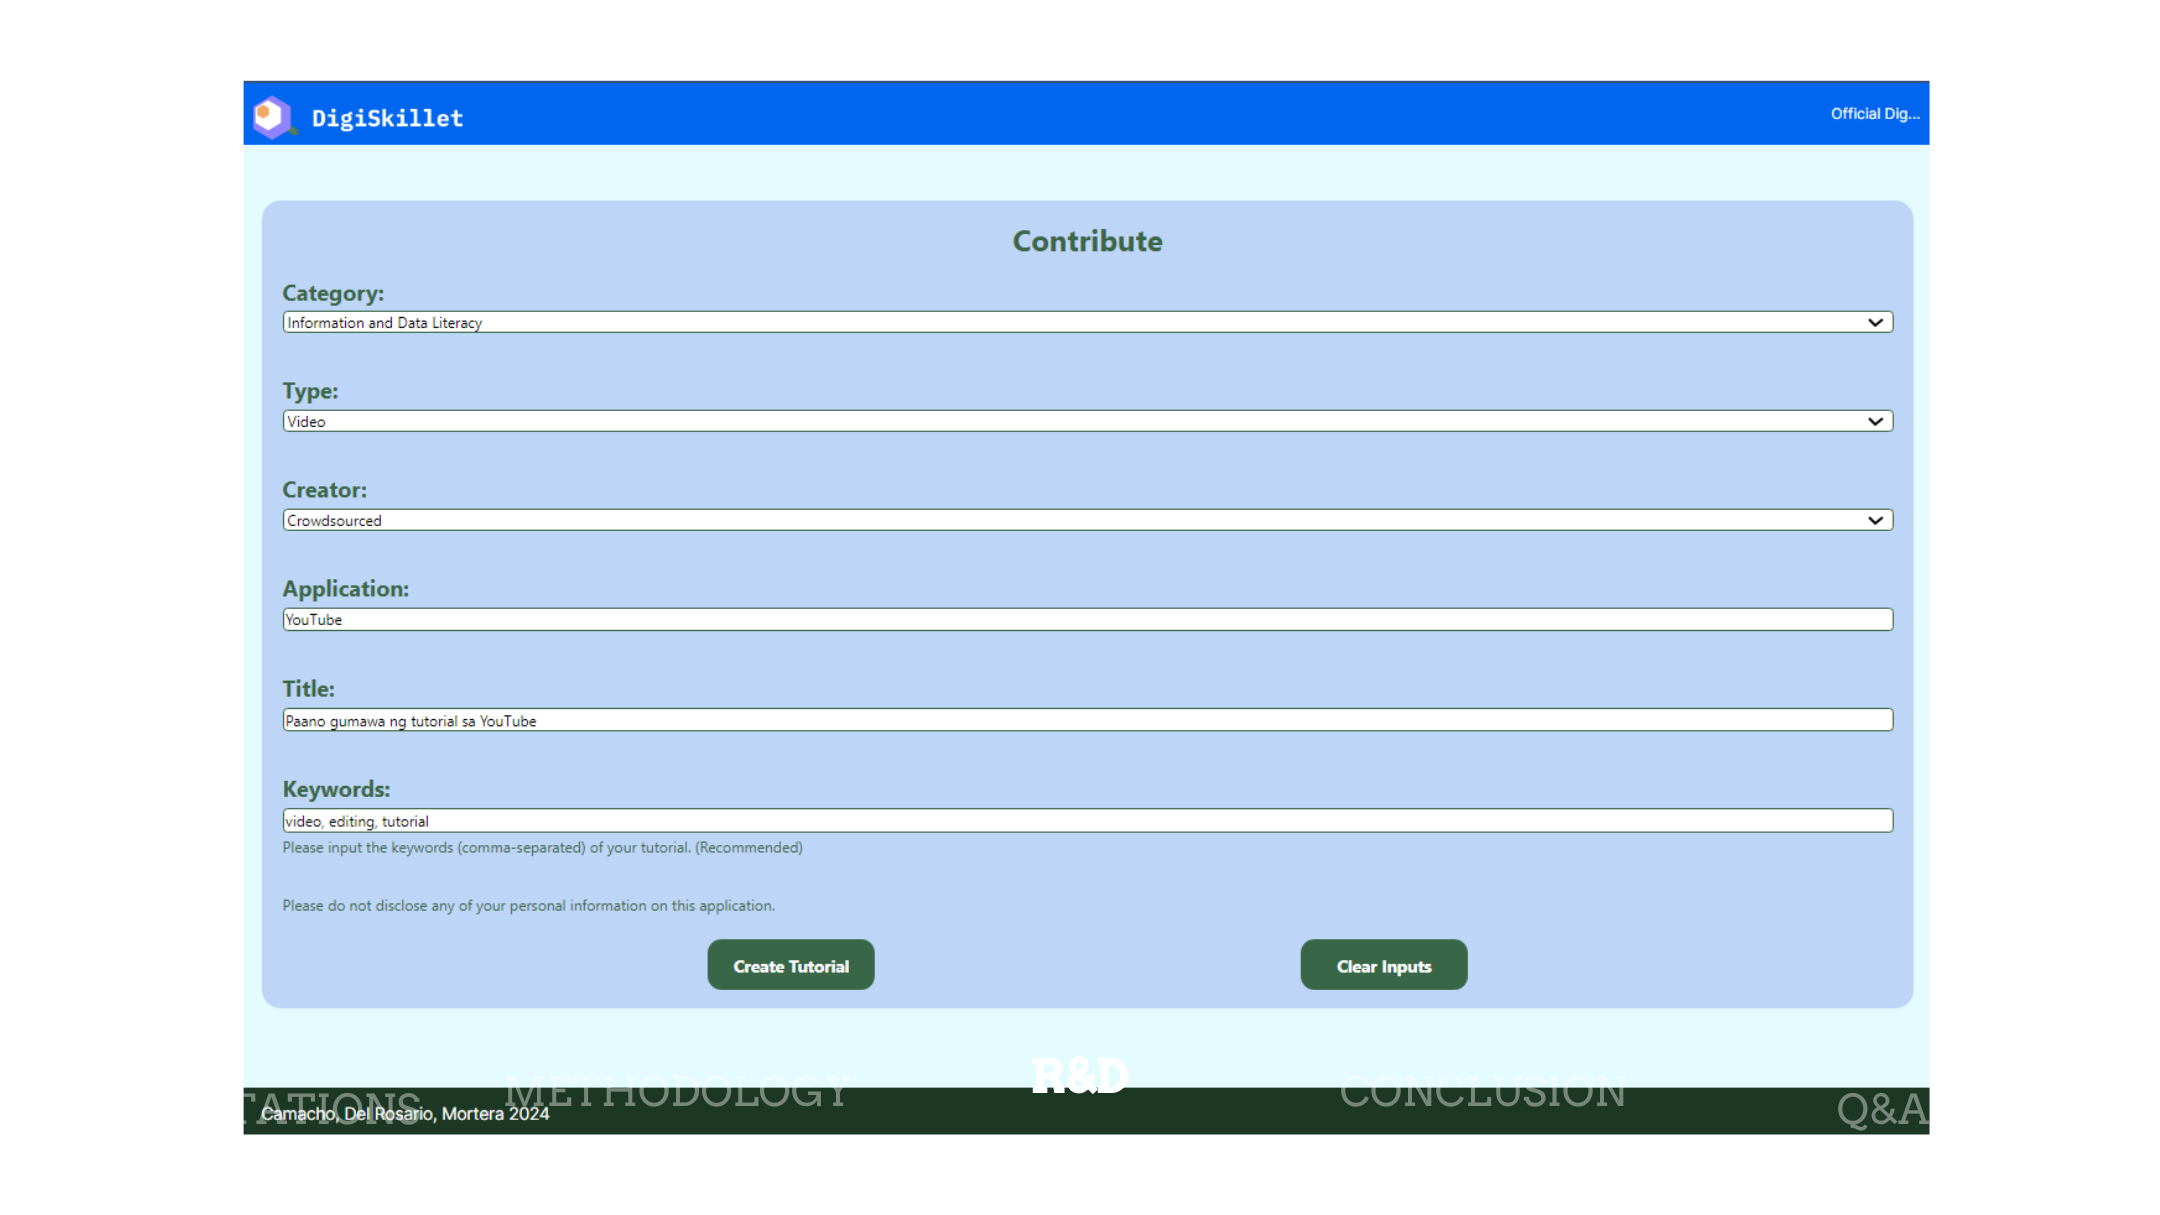 DigiSkillet
Official Dig...
Contribute
Category:
Information and Data Literacy
Type:
Video
Creator:
Crowdsourced
Application:
YouTube
Title:
Paano gumawa ng tutorial sa YouTube
Keywords:
video, editing, tutorial
Please input the keywords (comma-separated) of your tutorial. (Recommended)
Please do not disclose any of your personal information on this application.
Create Tutorial
Clear Inputs
TATIONS
METHODOLOGY
R&D
CONCLUSION
Q&A
Camacho, Del Rosario, Mortera 2024